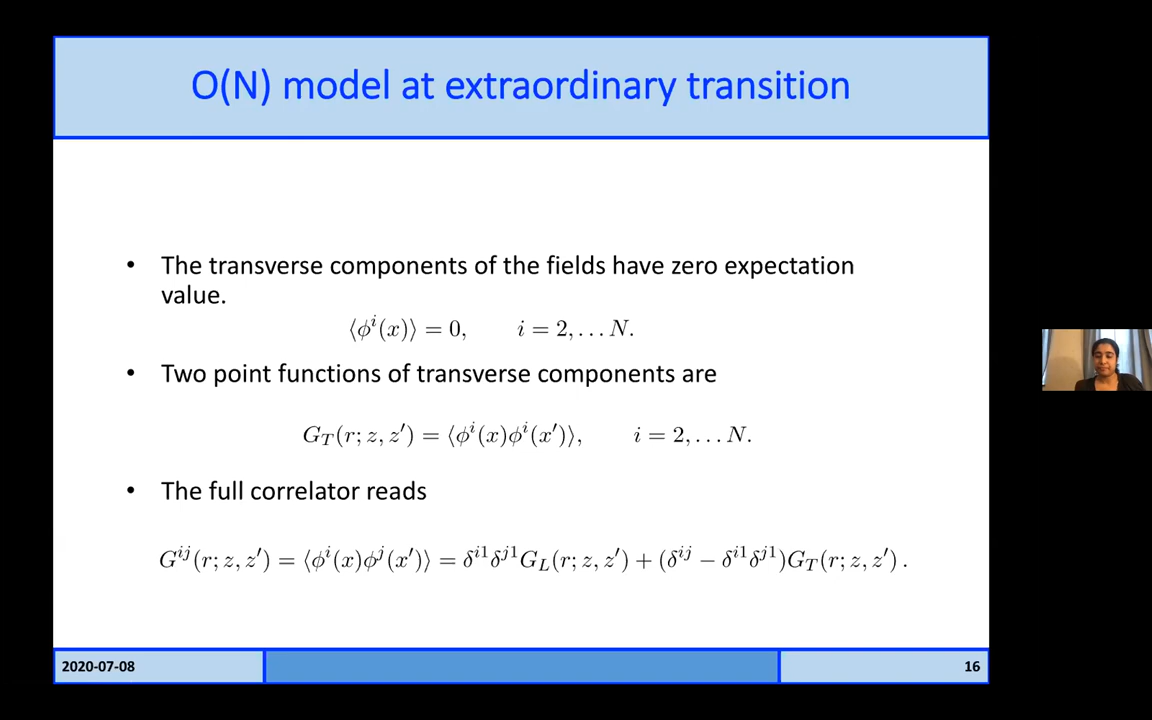 O(N) model at extraordinary transition
• The transverse components of the fields have zero expectation
value.
⟨ϕ^i(x)⟩ = 0, i = 2, . . . N.
• Two point functions of transverse components are
G_T(r; z, z′) = ⟨ϕ^i(x)ϕ^i(x′)⟩, i = 2, . . . N.
• The full correlator reads
G^{ij}(r; z, z′) = ⟨ϕ^i(x)ϕ^j(x′)⟩ = δ^{i1}δ^{j1}G_L(r; z, z′) + (δ^{ij} − δ^{i1}δ^{j1})G_T(r; z, z′) .
2020-07-08
16